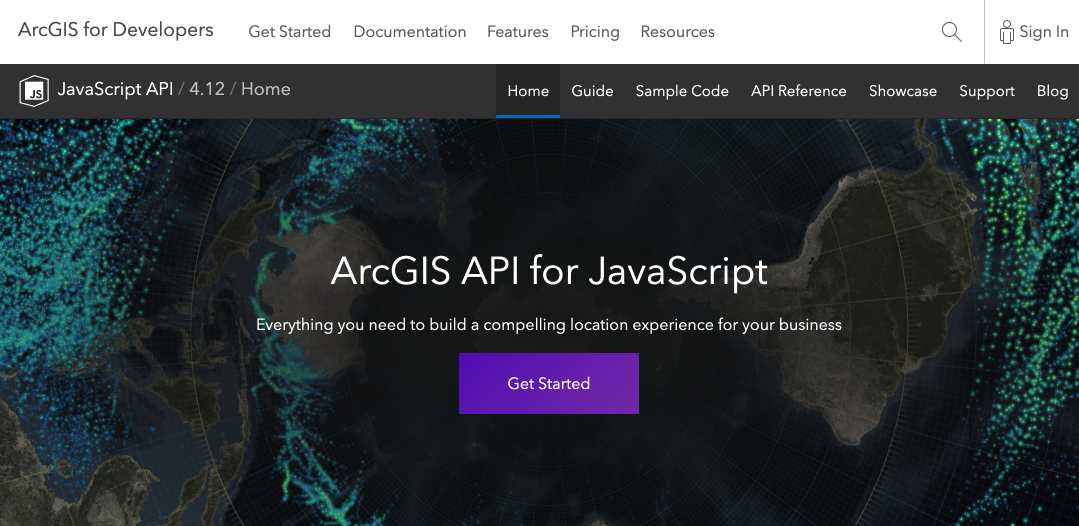 ArcGIS for Developers Get Started Documentation Features Pricing Resources Sign In
JS JavaScript API / 4.12 / Home Home Guide Sample Code API Reference Showcase Support Blog
ArcGIS API for JavaScript
Everything you need to build a compelling location experience for your business
Get Started